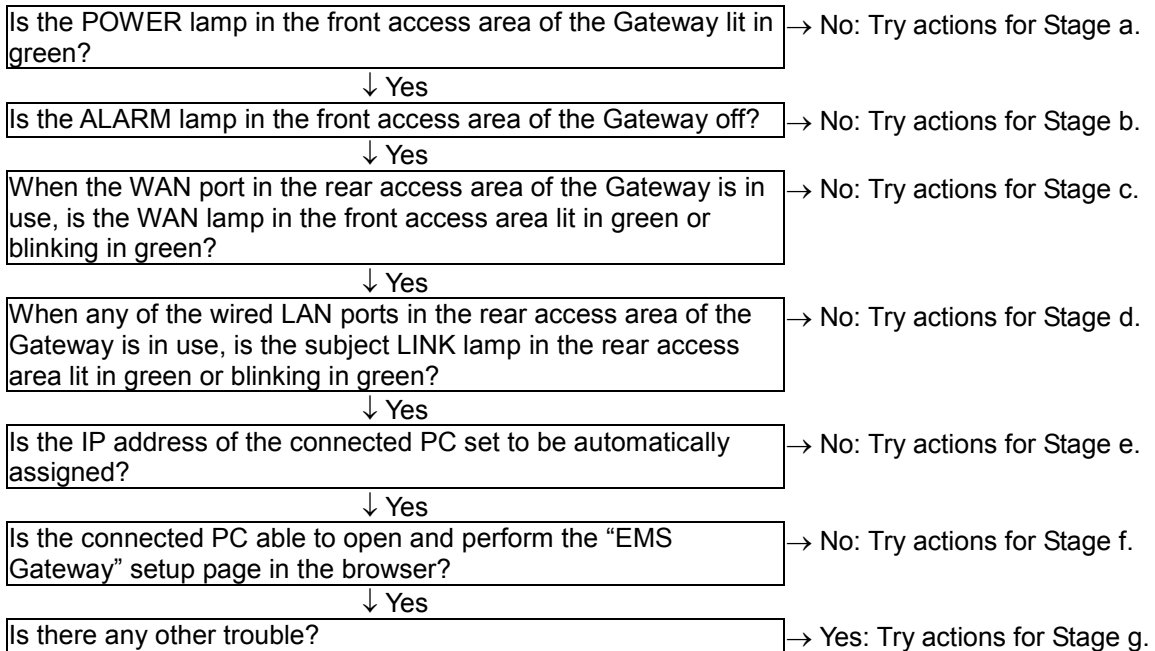 Is the POWER lamp in the front access area of the Gateway lit in
green?
→ No: Try actions for Stage a.
↓ Yes
Is the ALARM lamp in the front access area of the Gateway off?
→ No: Try actions for Stage b.
↓ Yes
When the WAN port in the rear access area of the Gateway is in
use, is the WAN lamp in the front access area lit in green or
blinking in green?
→ No: Try actions for Stage c.
↓ Yes
When any of the wired LAN ports in the rear access area of the
Gateway is in use, is the subject LINK lamp in the rear access
area lit in green or blinking in green?
→ No: Try actions for Stage d.
↓ Yes
Is the IP address of the connected PC set to be automatically
assigned?
→ No: Try actions for Stage e.
↓ Yes
Is the connected PC able to open and perform the “EMS
Gateway” setup page in the browser?
→ No: Try actions for Stage f.
↓ Yes
Is there any other trouble?
→ Yes: Try actions for Stage g.